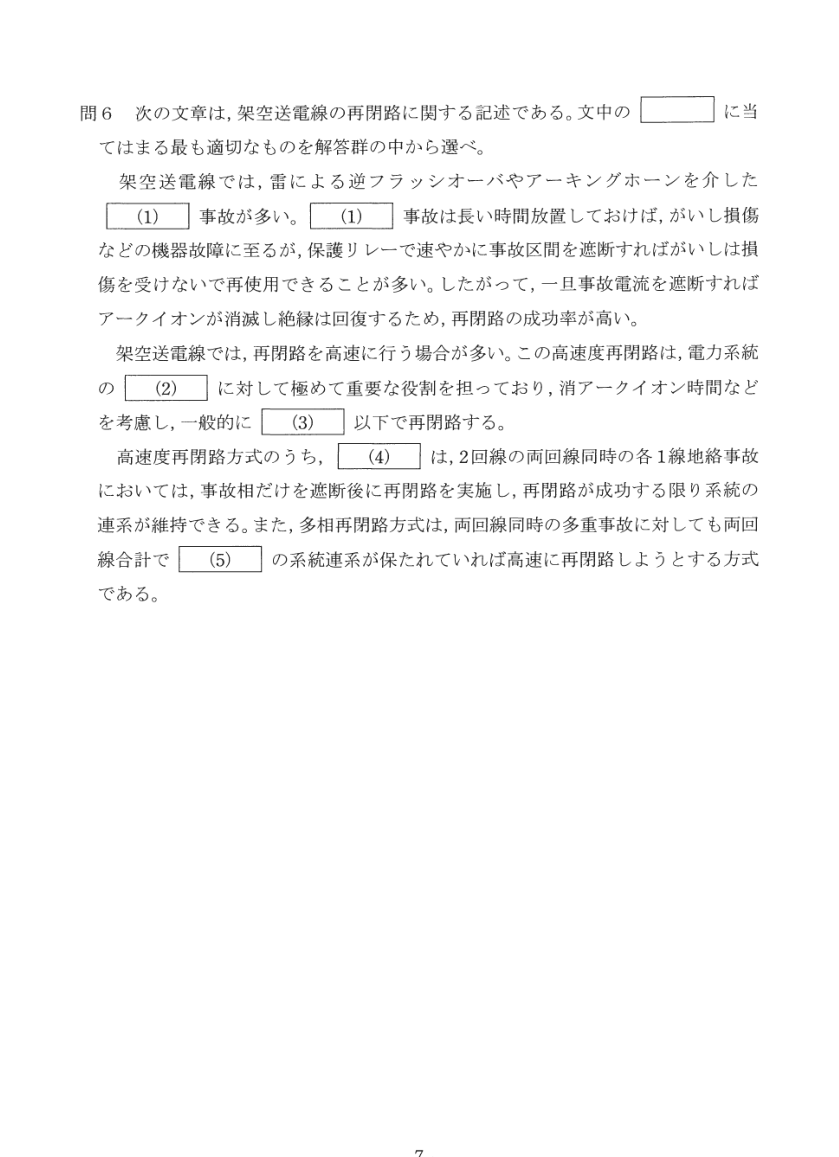 問6 次の文章は,架空送電線の再閉路に関する記述である。文中の に当
てはまる最も適切なものを解答群の中から選べ。
架空送電線では,雷による逆フラッシオーバやアーキングホーンを介した
(1) 事故が多い。 (1) 事故は長い時間放置しておけば,がいし損傷
などの機器故障に至るが,保護リレーで速やかに事故区間を遮断すればがいしは損
傷を受けないで再使用できることが多い。したがって,一旦事故電流を遮断すれば
アークイオンが消滅し絶縁は回復するため,再閉路の成功率が高い。
架空送電線では,再閉路を高速に行う場合が多い。この高速度再閉路は,電力系統
の (2) に対して極めて重要な役割を担っており,消アークイオン時間など
を考慮し,一般的に (3) 以下で再閉路する。
高速度再閉路方式のうち, (4) は,2回線の両回線同時の各1線地絡事故
においては,事故相だけを遮断後に再閉路を実施し,再閉路が成功する限り系統の
連系が維持できる。また,多相再閉路方式は,両回線同時の多重事故に対しても両回
線合計で (5) の系統連系が保たれていれば高速に再閉路しようとする方式
である。
7